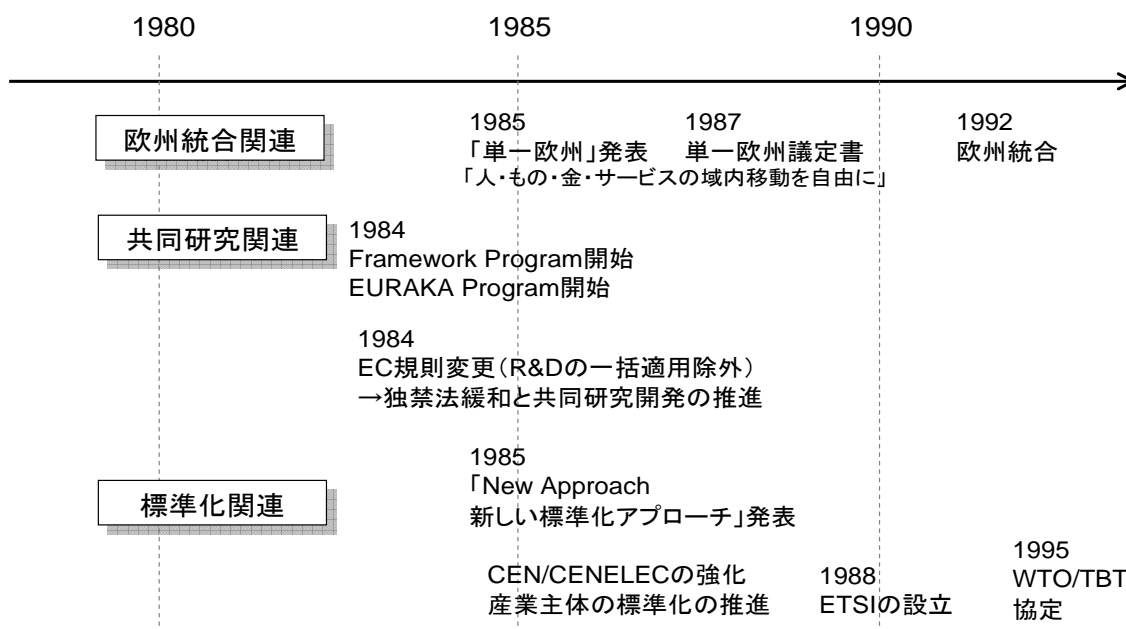 1980 1985 1990
欧州統合関連
1985
「単一欧州」発表
「人・もの・金・サービスの域内移動を自由に」
1987
単一欧州議定書
1992
欧州統合
共同研究関連
1984
Framework Program開始
EURAKA Program開始
1984
EC規則変更(R&Dの一括適用除外)
→独禁法緩和と共同研究開発の推進
標準化関連
1985
「New Approach
新しい標準化アプローチ」発表
CEN/CENELECの強化
産業主体の標準化の推進
1988
ETSIの設立
1995
WTO/TBT
協定